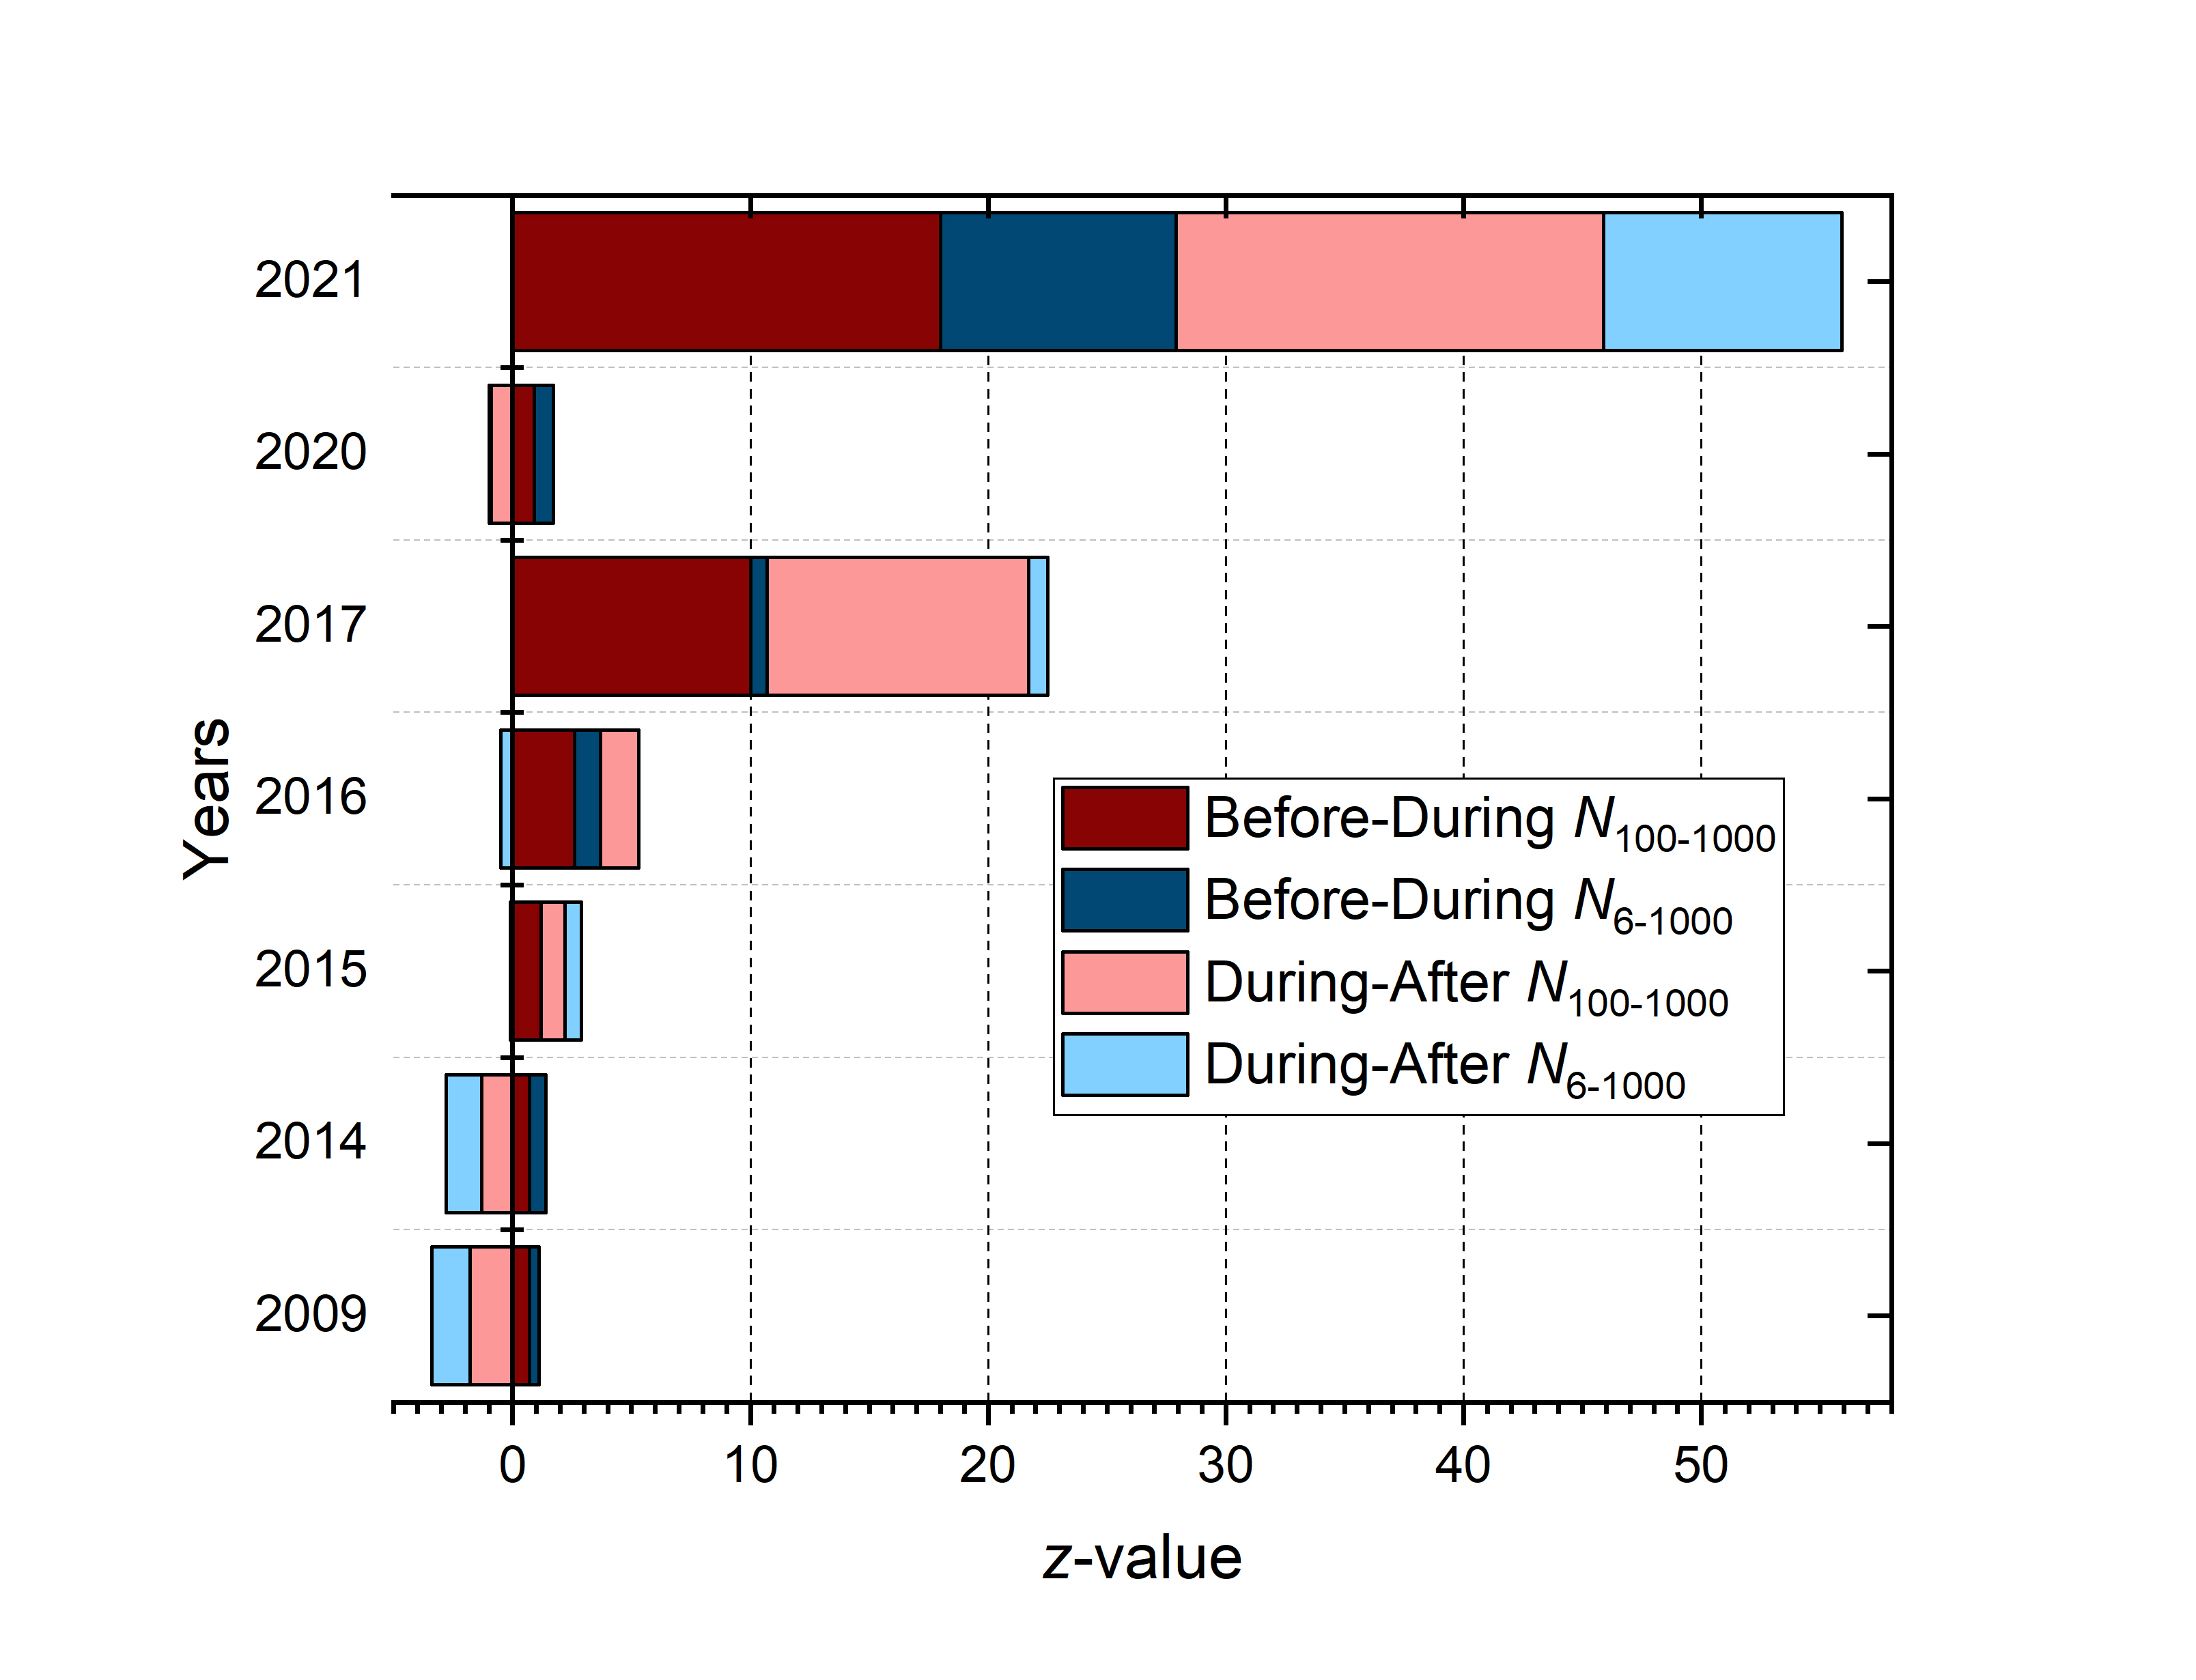 2021
2020
2017
2016
2015
2014
2009
Years
Before-During N100-1000
Before-During N6-1000
During-After N100-1000
During-After N6-1000
0 10 20 30 40 50
z-value